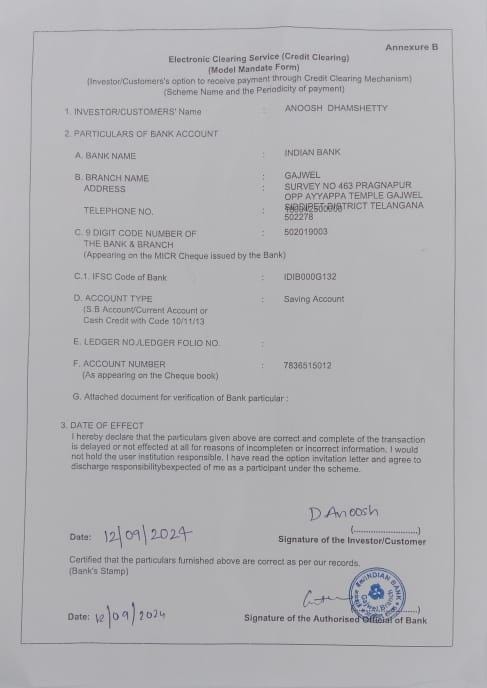 Annexure B
Electronic Clearing Service (Credit Clearing)
(Model Mandate Form)
(Investor/Customers's option to receive payment through Credit Clearing Mechanism)
(Scheme Name and the Periodicity of payment)
1. INVESTOR/CUSTOMERS' Name : ANOOSH DHAMSHETTY
2. PARTICULARS OF BANK ACCOUNT
A. BANK NAME : INDIAN BANK
B. BRANCH NAME : GAJWEL
ADDRESS : SURVEY NO 463 PRAGNAPUR
OPP AYYAPPA TEMPLE GAJWEL
TELEPHONE NO. : SIDDIPET DISTRICT TELANGANA
502278
C. 9 DIGIT CODE NUMBER OF : 502019003
THE BANK & BRANCH
(Appearing on the MICR Cheque issued by the Bank)
C.1. IFSC Code of Bank : IDIB000G132
D. ACCOUNT TYPE : Saving Account
(S.B Account/Current Account or
Cash Credit with Code 10/11/13
E. LEDGER NO./LEDGER FOLIO NO. :
F. ACCOUNT NUMBER : 7836515012
(As appearing on the Cheque book)
G. Attached document for verification of Bank particular :
3. DATE OF EFFECT
I hereby declare that the particulars given above are correct and complete of the transaction
is delayed or not effected at all for reasons of incompleten or incorrect information, I would
not hold the user institution responsible. I have read the option invitation letter and agree to
discharge responsibilitybexpected of me as a participant under the scheme.
D Anoosh
(..........................)
Date: 12/09/2024
Signature of the Investor/Customer
Certified that the particulars furnished above are correct as per our records.
(Bank's Stamp)
INDIAN BANK
Gajwel Branch
Date: 12/09/2024
Signature of the Authorised Official of Bank